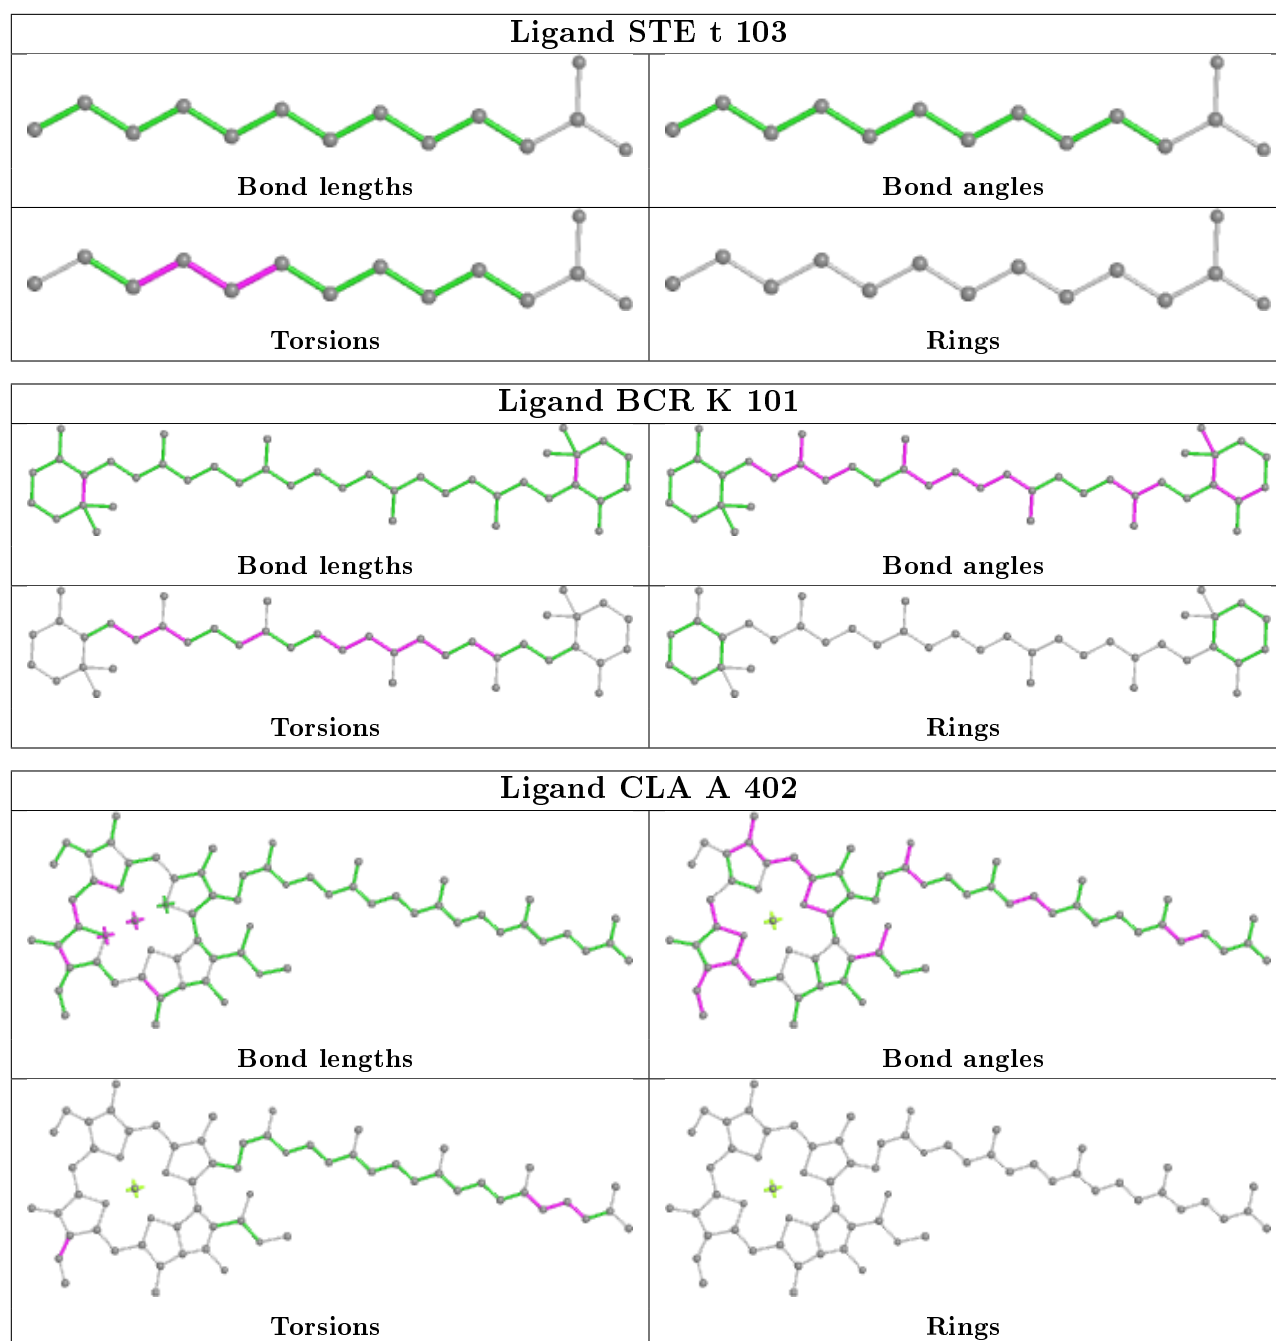 Ligand STE t 103
Bond lengths
Bond angles
Torsions
Rings
Ligand BCR K 101
Bond lengths
Bond angles
Torsions
Rings
Ligand CLA A 402
Bond lengths
Bond angles
Torsions
Rings